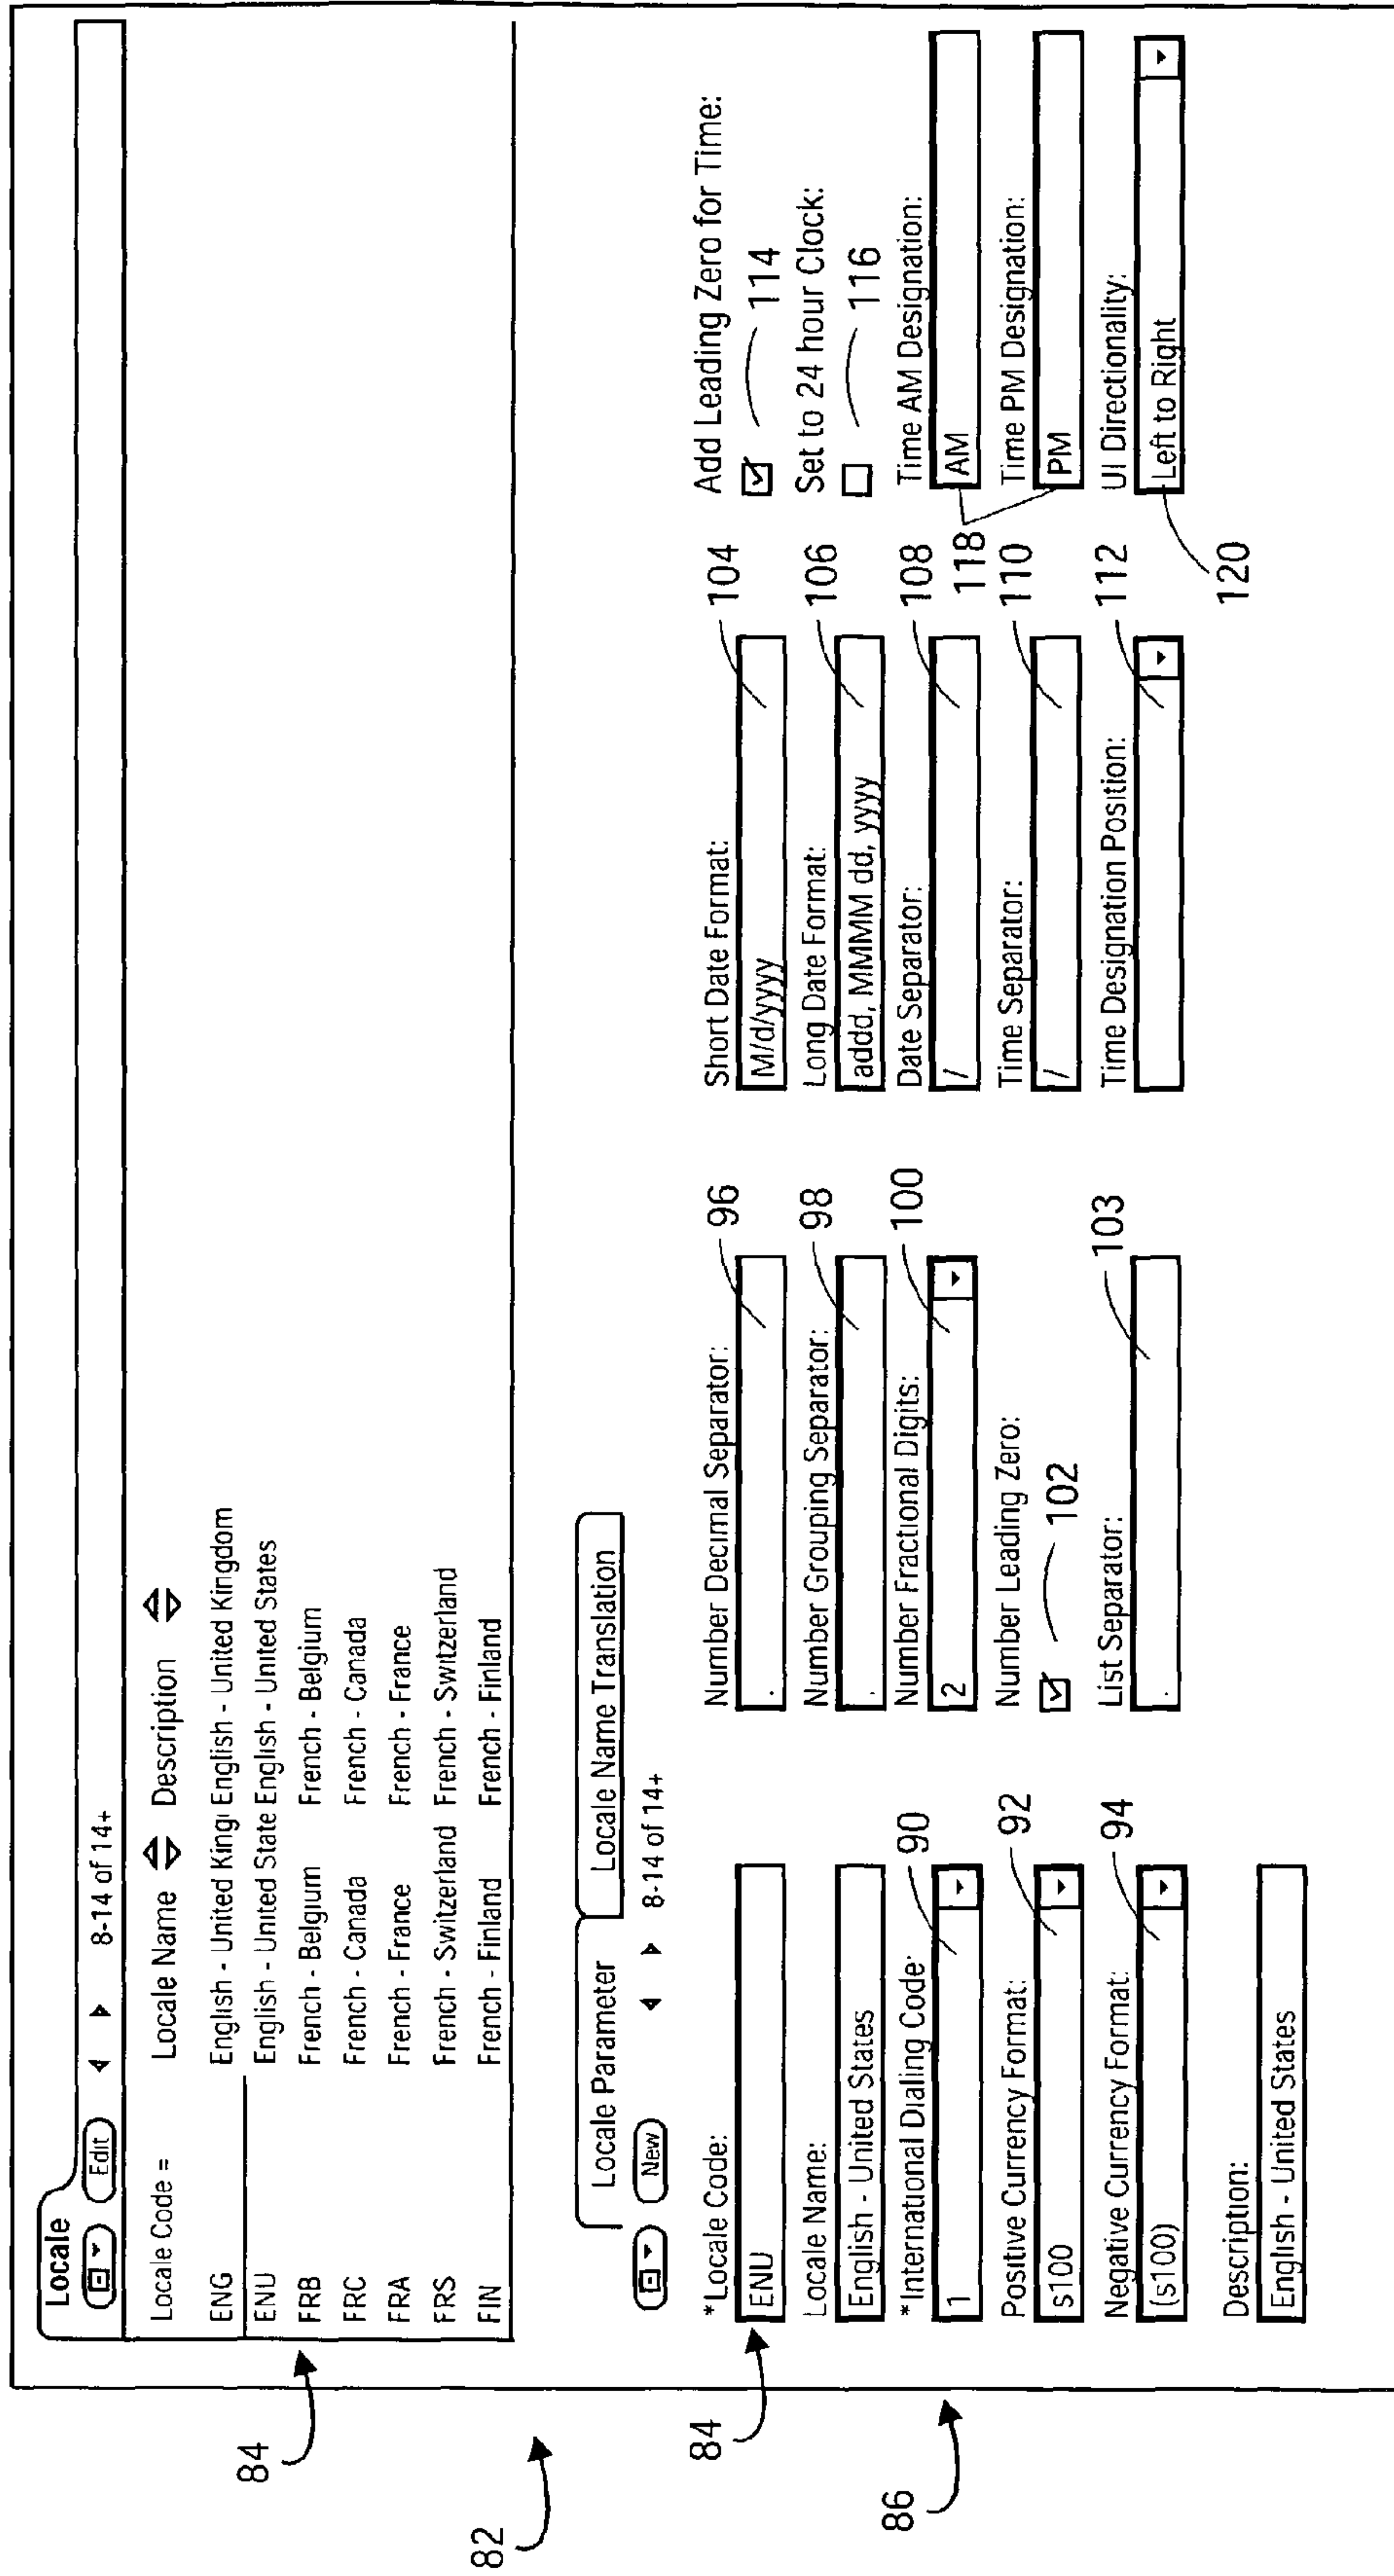 Locale
Edit 8-14 of 14+
Locale Code = Locale Name Description
ENG English - United Kingı English - United Kingdom
ENU English - United State English - United States
FRB French - Belgium French - Belgium
FRC French - Canada French - Canada
FRA French - France French - France
FRS French - Switzerland French - Switzerland
FIN French - Finland French - Finland
84
82
Locale Parameter Locale Name Translation
New 8-14 of 14+
*Locale Code:
ENU
84
Locale Name:
English - United States
*International Dialing Code:
1
90
86
Positive Currency Format:
s100
92
Negative Currency Format:
(s100)
94
Description:
English - United States
Number Decimal Separator:
.
96
Number Grouping Separator:
.
98
Number Fractional Digits:
2
100
Number Leading Zero:
102
List Separator:
.
103
Short Date Format:
M/d/yyyy
104
Long Date Format:
addd, MMMM dd, yyyy
106
Date Separator:
/
108
Time Separator:
/
110
Time Designation Position:
112
Add Leading Zero for Time:
114
Set to 24 hour Clock:
116
Time AM Designation:
AM
118
Time PM Designation:
PM
UI Directionality:
Left to Right
120